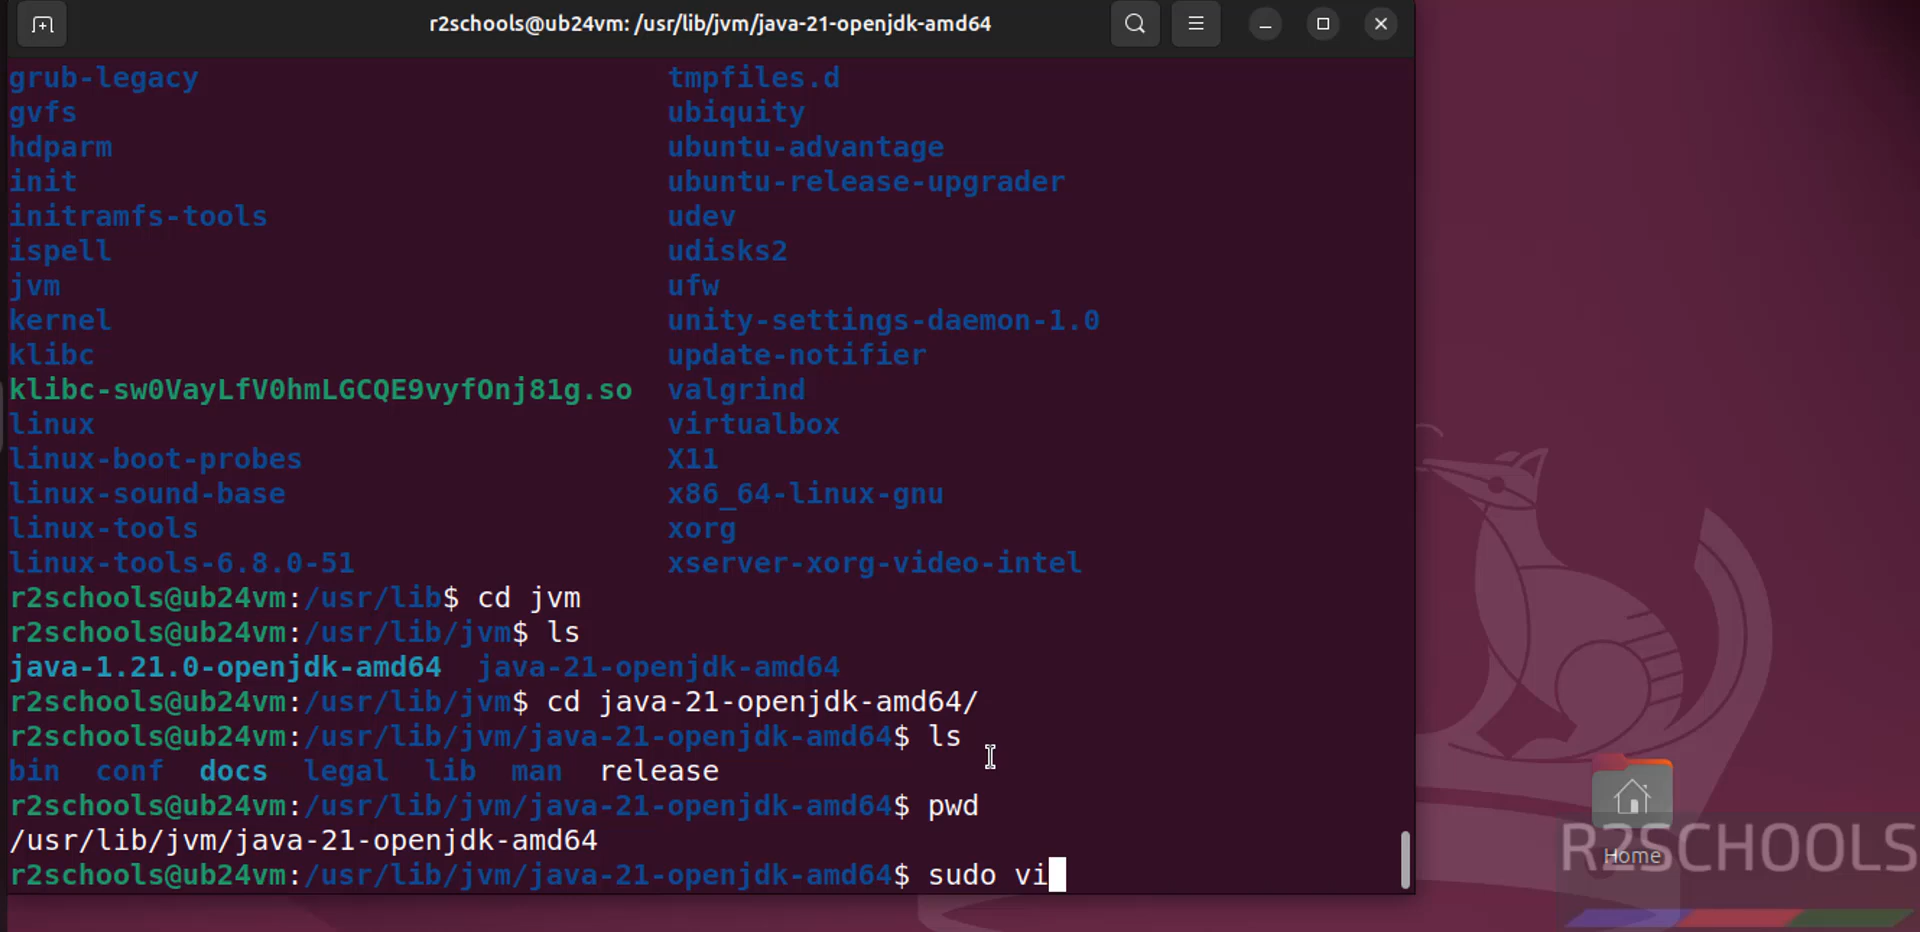 r2schools@ub24vm: /usr/lib/jvm/java-21-openjdk-amd64
grub-legacy tmpfiles.d
gvfs ubiquity
hdparm ubuntu-advantage
init ubuntu-release-upgrader
initramfs-tools udev
ispell udisks2
jvm ufw
kernel unity-settings-daemon-1.0
klibc update-notifier
klibc-sw0VayLfV0hmLGCQE9vyfOnj81g.so valgrind
linux virtualbox
linux-boot-probes X11
linux-sound-base x86_64-linux-gnu
linux-tools xorg
linux-tools-6.8.0-51 xserver-xorg-video-intel
r2schools@ub24vm:/usr/lib$ cd jvm
r2schools@ub24vm:/usr/lib/jvm$ ls
java-1.21.0-openjdk-amd64 java-21-openjdk-amd64
r2schools@ub24vm:/usr/lib/jvm$ cd java-21-openjdk-amd64/
r2schools@ub24vm:/usr/lib/jvm/java-21-openjdk-amd64$ ls
bin conf docs legal lib man release
r2schools@ub24vm:/usr/lib/jvm/java-21-openjdk-amd64$ pwd
/usr/lib/jvm/java-21-openjdk-amd64
r2schools@ub24vm:/usr/lib/jvm/java-21-openjdk-amd64$ sudo vi
R2SCHOOLS
Home